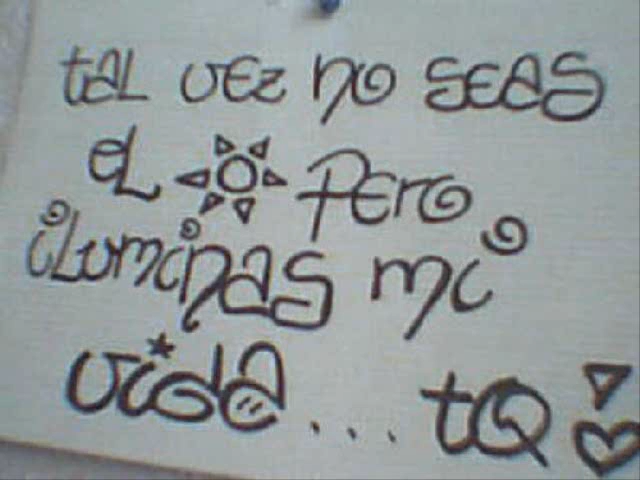 tal vez no seas
el pero
iluminas mi
vida... tQ